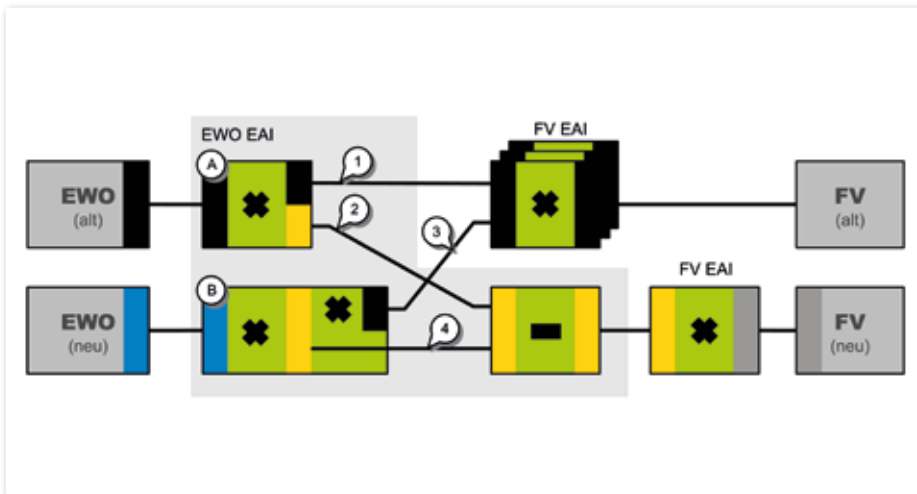 EWO EAI
FV EAI
A
1
2
EWO
(alt)
3
FV
(alt)
FV EAI
B
4
EWO
(neu)
FV
(neu)